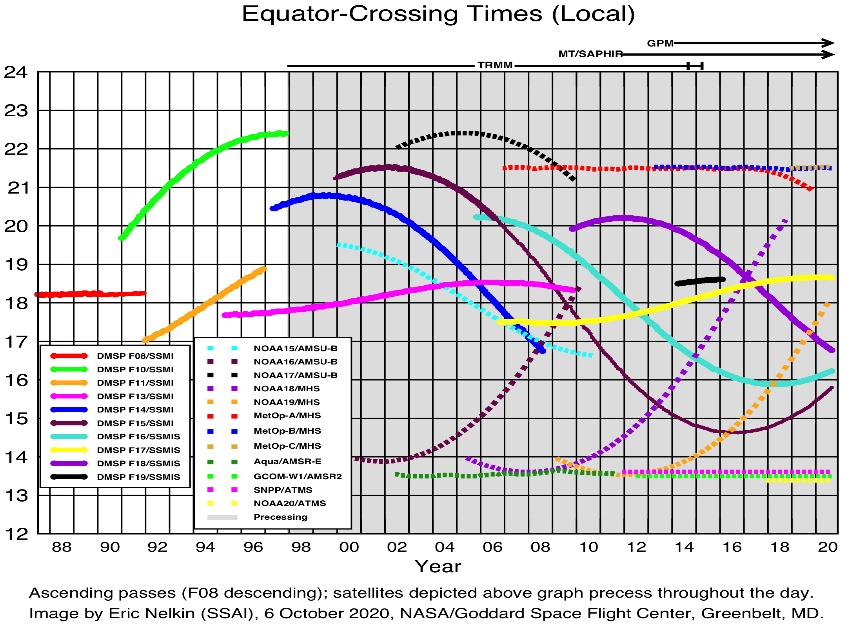 Equator-Crossing Times (Local)
GPM
MT/SAPHIR
TRMM
24
23
22
21
20
19
18
17
16
15
14
13
12
DMSP F08/SSMI
DMSP F10/SSMI
DMSP F11/SSMI
DMSP F13/SSMI
DMSP F14/SSMI
DMSP F15/SSMI
DMSP F16/SSMIS
DMSP F17/SSMIS
DMSP F18/SSMIS
DMSP F19/SSMIS
NOAA15/AMSU-B
NOAA16/AMSU-B
NOAA17/AMSU-B
NOAA18/MHS
NOAA19/MHS
MetOp-A/MHS
MetOp-B/MHS
MetOp-C/MHS
Aqua/AMSR-E
GCOM-W1/AMSR2
SNPP/ATMS
NOAA20/ATMS
Precessing
88 90 92 94 96 98 00 02 04 06 08 10 12 14 16 18 20
Year
Ascending passes (F08 descending); satellites depicted above graph precess throughout the day.
Image by Eric Nelkin (SSAI), 6 October 2020, NASA/Goddard Space Flight Center, Greenbelt, MD.